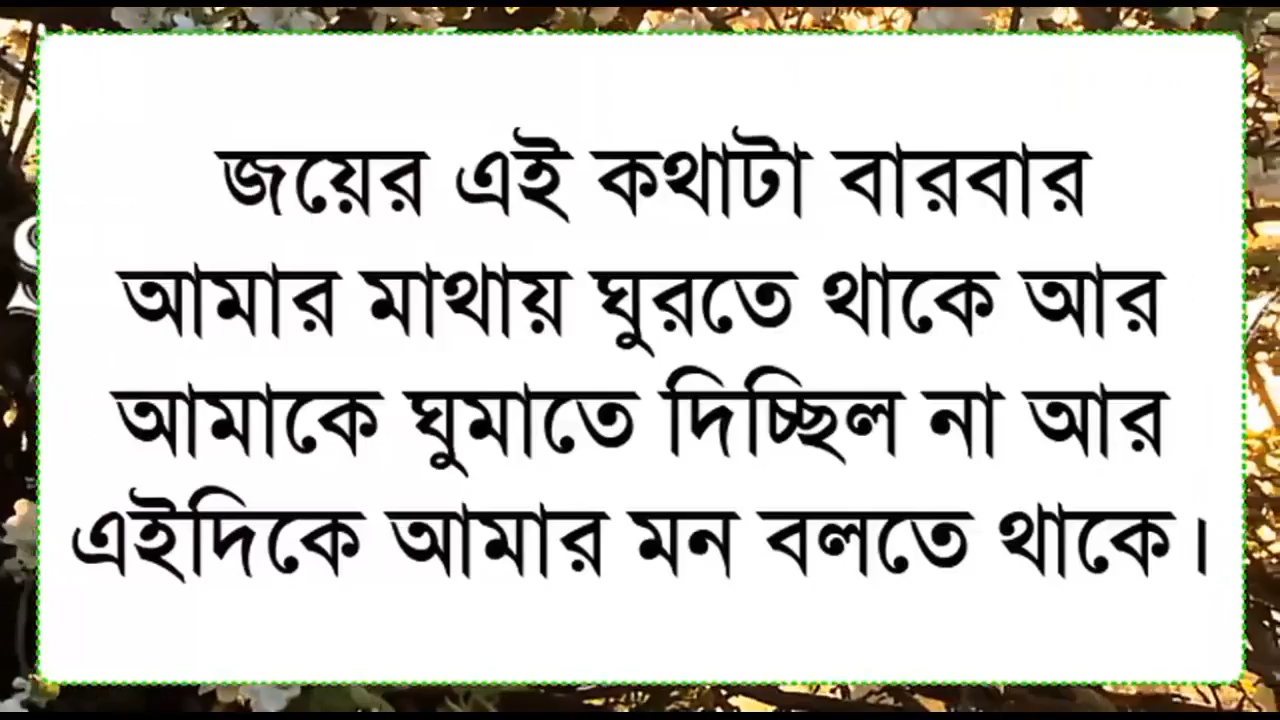 জয়ের এই কথাটা বারবার
আমার মাথায় ঘুরতে থাকে আর
আমাকে ঘুমাতে দিচ্ছিল না আর
এইদিকে আমার মন বলতে থাকে।